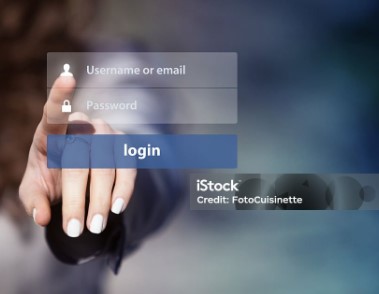 Username or email
Password
login
iStock
Credit: FotoCuisinette